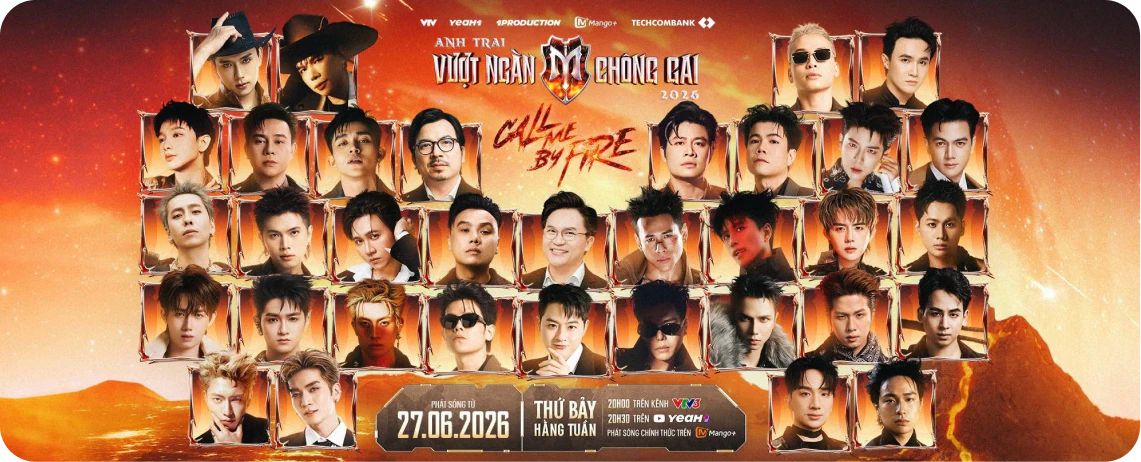 VTV YEAH1 1PRODUCTION Mango+ TECHCOMBANK
ANH TRAI
VƯỢT NGÀN CHÔNG GAI
2026
CALL ME BY FIRE
PHÁT SÓNG TỪ
27.06.2026
THỨ BẢY
HÀNG TUẦN
20H00 TRÊN KÊNH VTV3
20H30 TRÊN YEAH1
PHÁT SÓNG CHÍNH THỨC TRÊN Mango+